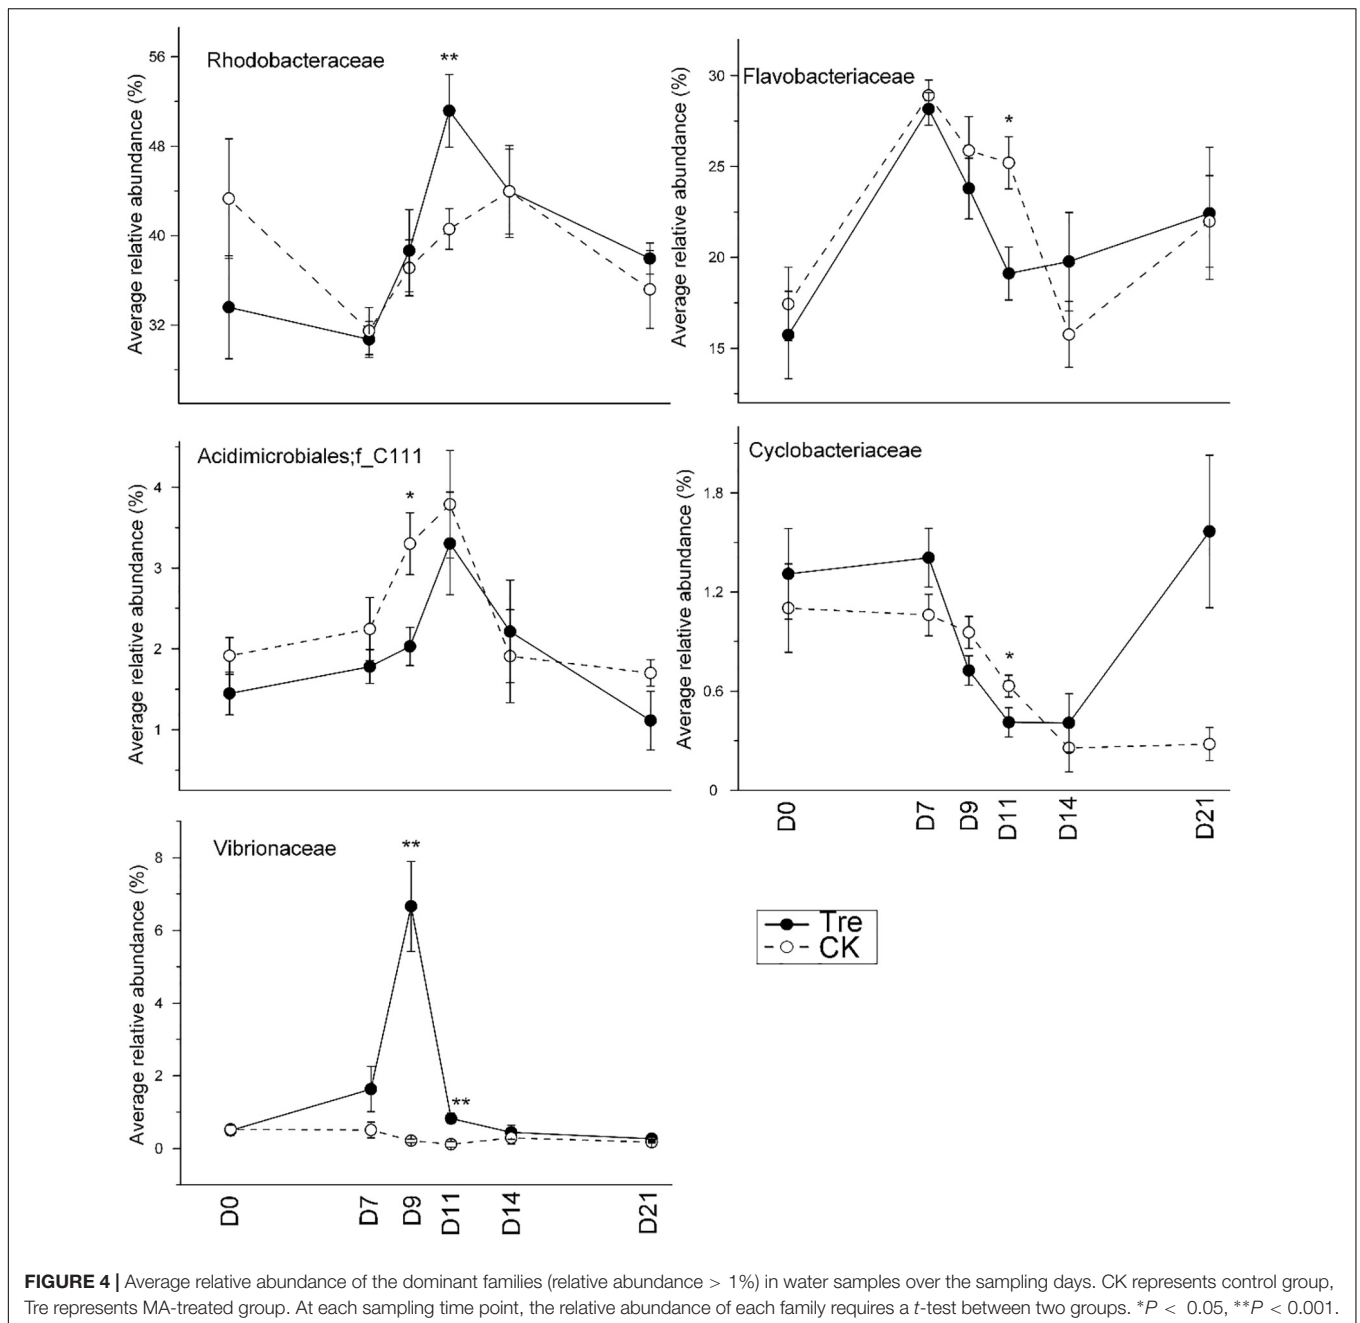 Rhodobacteraceae
**
Average relative abundance (%)
56
48
40
32
Flavobacteriaceae
*
Average relative abundance (%)
30
25
20
15
Acidimicrobiales;f_C111
*
Average relative abundance (%)
4
3
2
1
Cyclobacteriaceae
*
Average relative abundance (%)
1.8
1.2
0.6
0
D0
D7
D9
D11
D14
D21
Vibrionaceae
**
**
Average relative abundance (%)
8
6
4
2
0
D0
D7
D9
D11
D14
D21
Tre
CK
FIGURE 4 | Average relative abundance of the dominant families (relative abundance > 1%) in water samples over the sampling days. CK represents control group,
Tre represents MA-treated group. At each sampling time point, the relative abundance of each family requires a t-test between two groups. *P < 0.05, **P < 0.001.